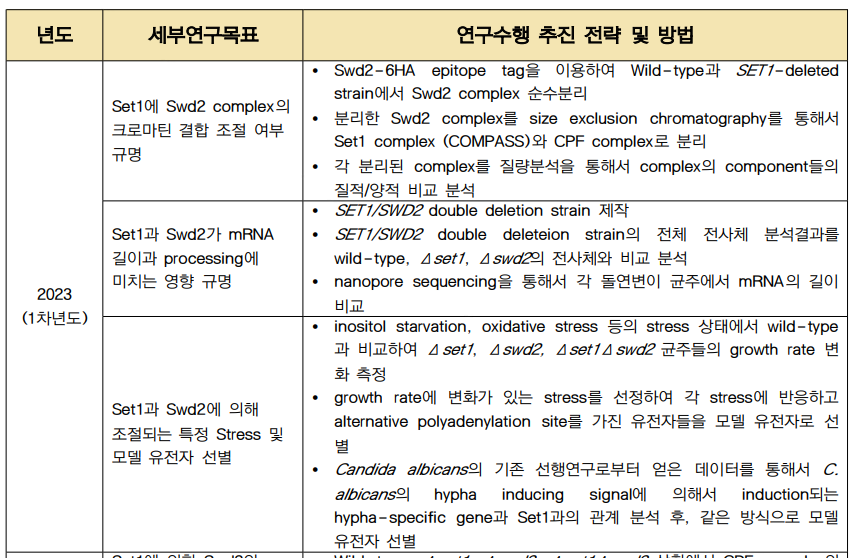 년도 세부연구목표 연구수행 추진 전략 및 방법
2023
(1차년도)
Set1에 Swd2 complex의
크로마틴 결합 조절 여부
규명
• Swd2-6HA epitope tag을 이용하여 Wild-type과 SET1-deleted
strain에서 Swd2 complex 순수분리
• 분리한 Swd2 complex를 size exclusion chromatography를 통해서
Set1 complex (COMPASS)와 CPF complex로 분리
• 각 분리된 complex를 질량분석을 통해서 complex의 component들의
질적/양적 비교 분석
Set1과 Swd2가 mRNA
길이과 processing에
미치는 영향 규명
• SET1/SWD2 double deletion strain 제작
• SET1/SWD2 double deleteion strain의 전체 전사체 분석결과를
wild-type, Δset1, Δswd2의 전사체와 비교 분석
• nanopore sequencing을 통해서 각 돌연변이 균주에서 mRNA의 길이
비교
Set1과 Swd2에 의해
조절되는 특정 Stress 및
모델 유전자 선별
• inositol starvation, oxidative stress 등의 stress 상태에서 wild-type
과 비교하여 Δset1, Δswd2, Δset1Δswd2 균주들의 growth rate 변
화 측정
• growth rate에 변화가 있는 stress를 선정하여 각 stress에 반응하고
alternative polyadenylation site를 가진 유전자들을 모델 유전자로 선
별
• Candida albicans의 기존 선행연구로부터 얻은 데이터를 통해서 C.
albicans의 hypha inducing signal에 의해서 induction되는
hypha-specific gene과 Set1과의 관계 분석 후, 같은 방식으로 모델
유전자 선별